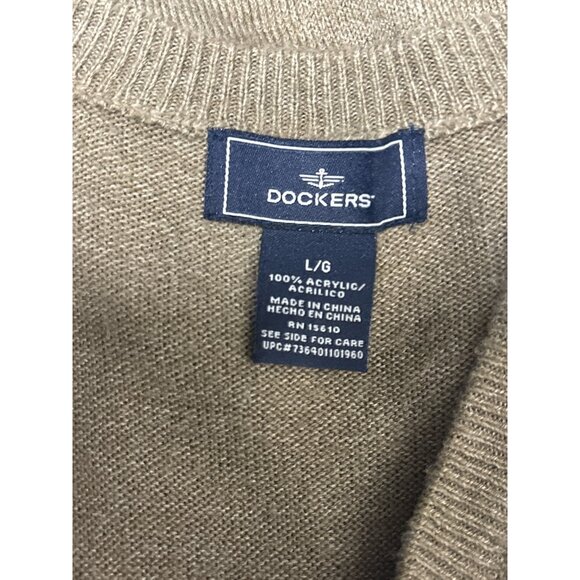 DOCKERS
L/G
100% ACRYLIC/
ACRILICO
MADE IN CHINA
HECHO EN CHINA
RN 15610
SEE SIDE FOR CARE
UPC#736401101960